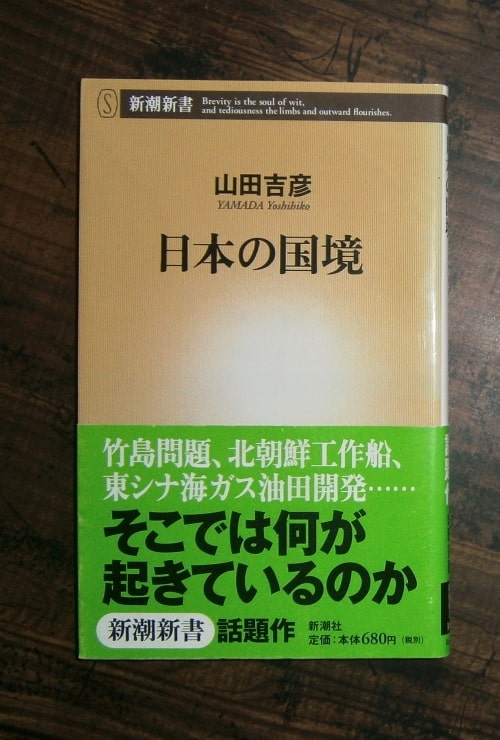 S 新潮新書 Brevity is the soul of wit,
and tediousness the limbs and outward flourishes.
山田吉彦
YAMADA Yoshihiko
日本の国境
竹島問題、北朝鮮工作船、
東シナ海ガス油田開発……
そこでは何が
起きているのか
新潮新書 話題作
新潮社
定価：本体680円（税別）